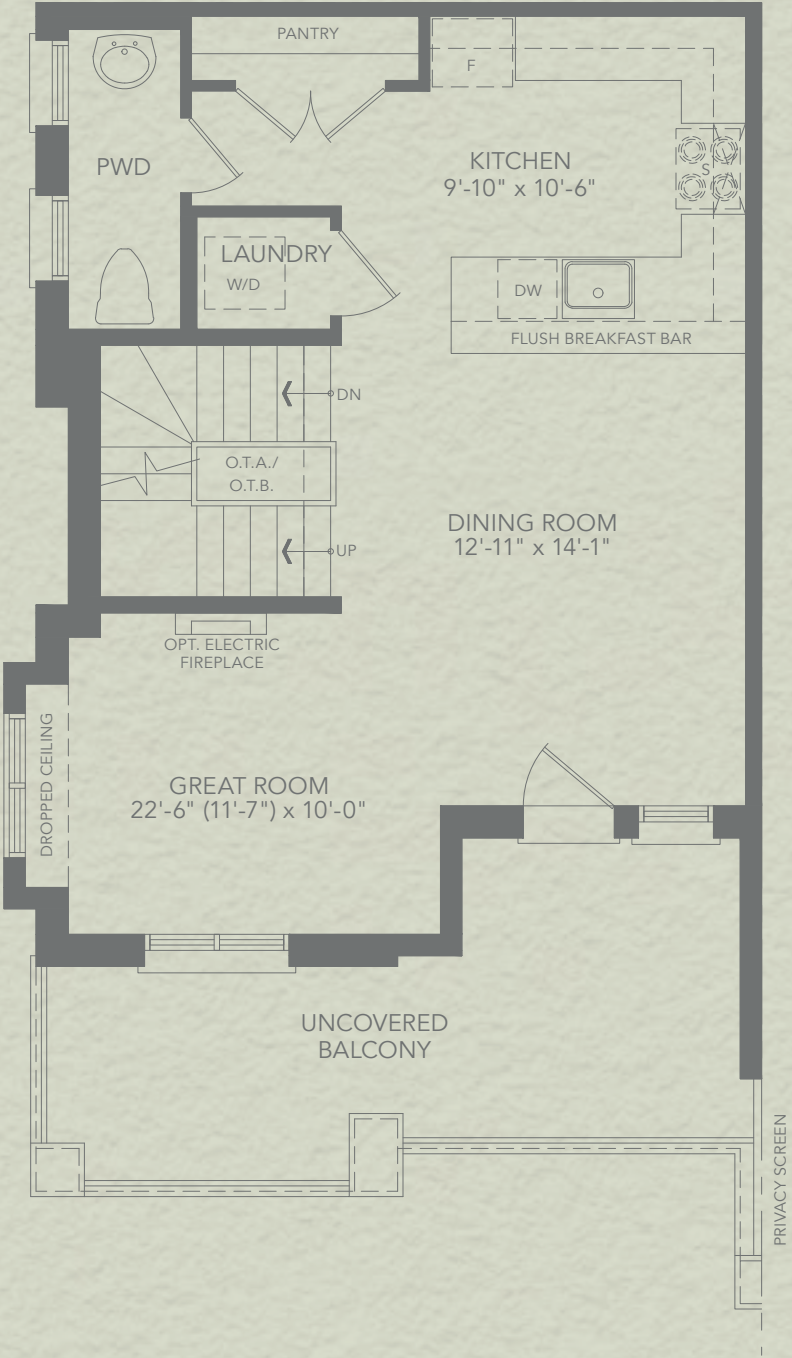 PANTRY
F
PWD
KITCHEN
9'-10" x 10'-6"
S
LAUNDRY
W/D
DW
FLUSH BREAKFAST BAR
DN
O.T.A./
O.T.B.
UP
DINING ROOM
12'-11" x 14'-1"
OPT. ELECTRIC
FIREPLACE
DROPPED CEILING
GREAT ROOM
22'-6" (11'-7") x 10'-0"
UNCOVERED
BALCONY
PRIVACY SCREEN